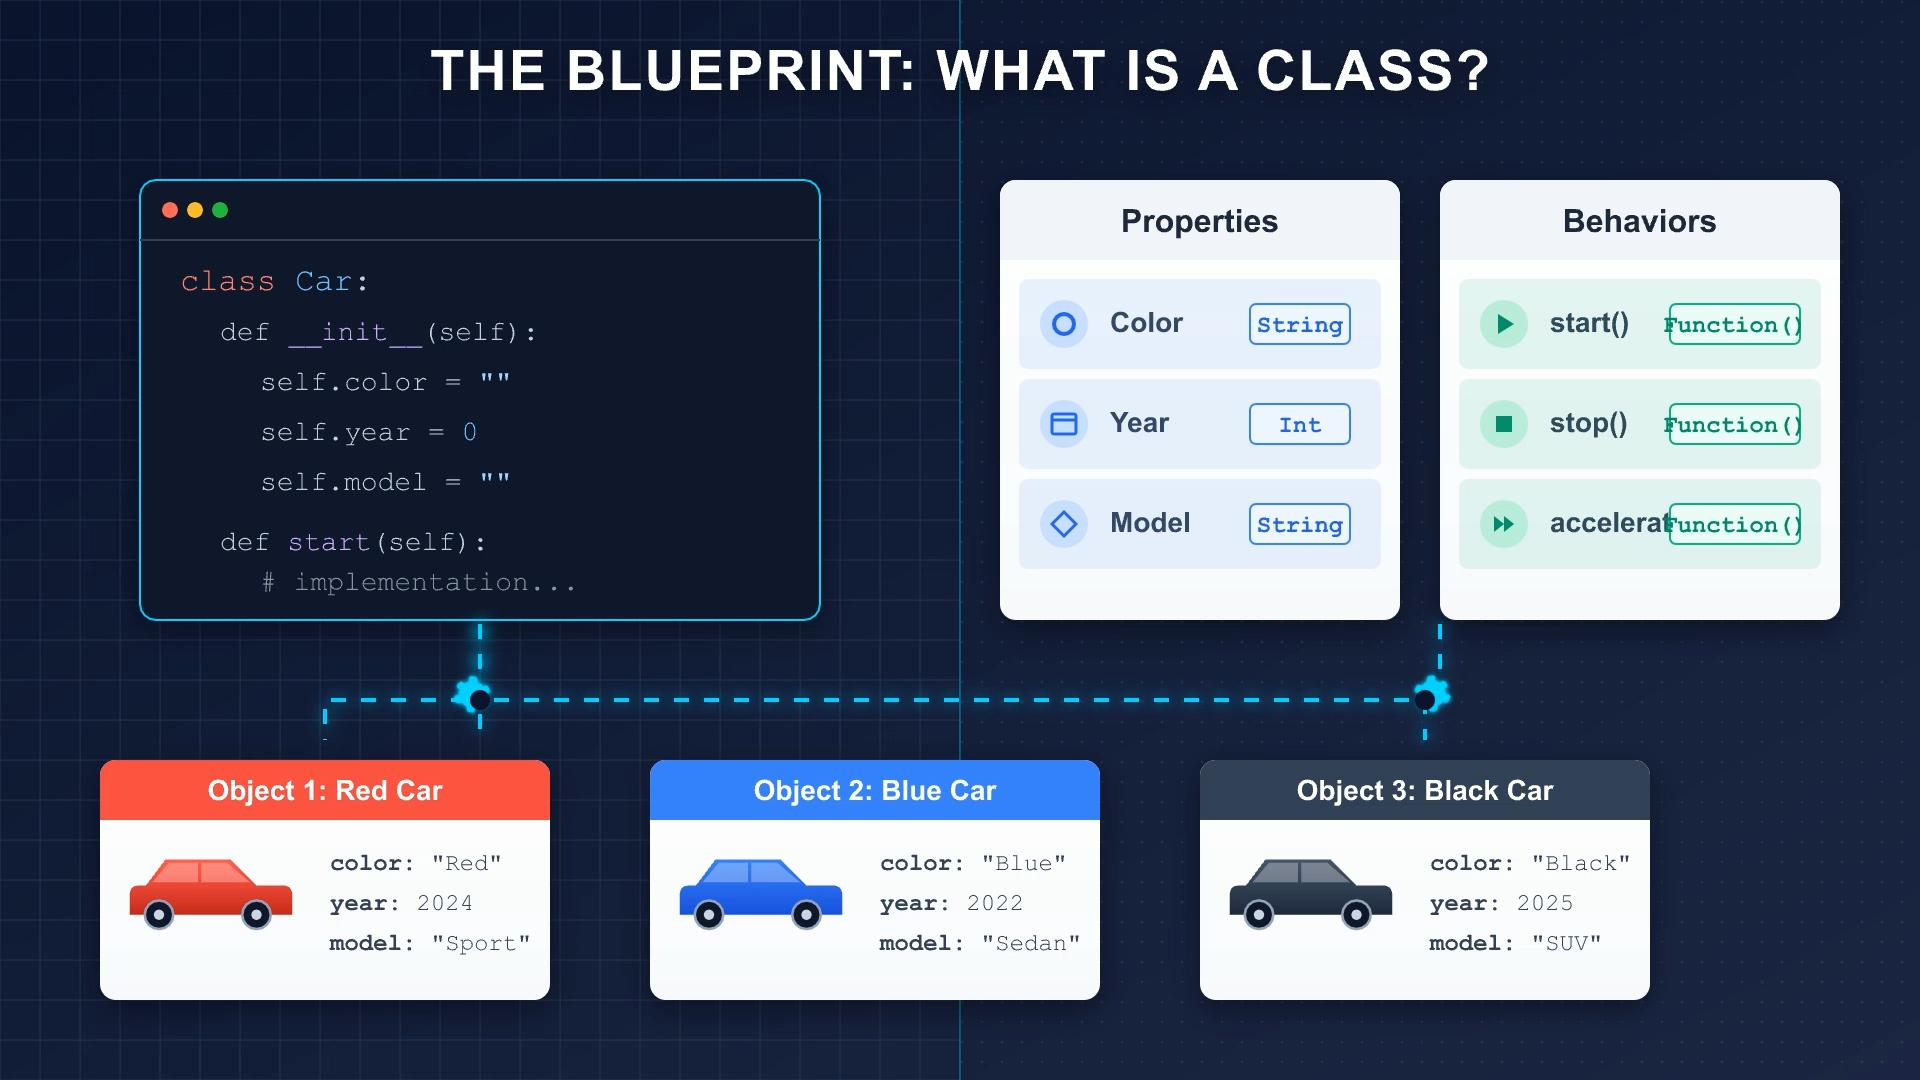 THE BLUEPRINT: WHAT IS A CLASS?
class Car:
def __init__(self):
self.color = ""
self.year = 0
self.model = ""
def start(self):
# implementation...
Properties
Color String
Year Int
Model String
Behaviors
start() Function()
stop() Function()
accelerat Function()
Object 1: Red Car
color: "Red"
year: 2024
model: "Sport"
Object 2: Blue Car
color: "Blue"
year: 2022
model: "Sedan"
Object 3: Black Car
color: "Black"
year: 2025
model: "SUV"